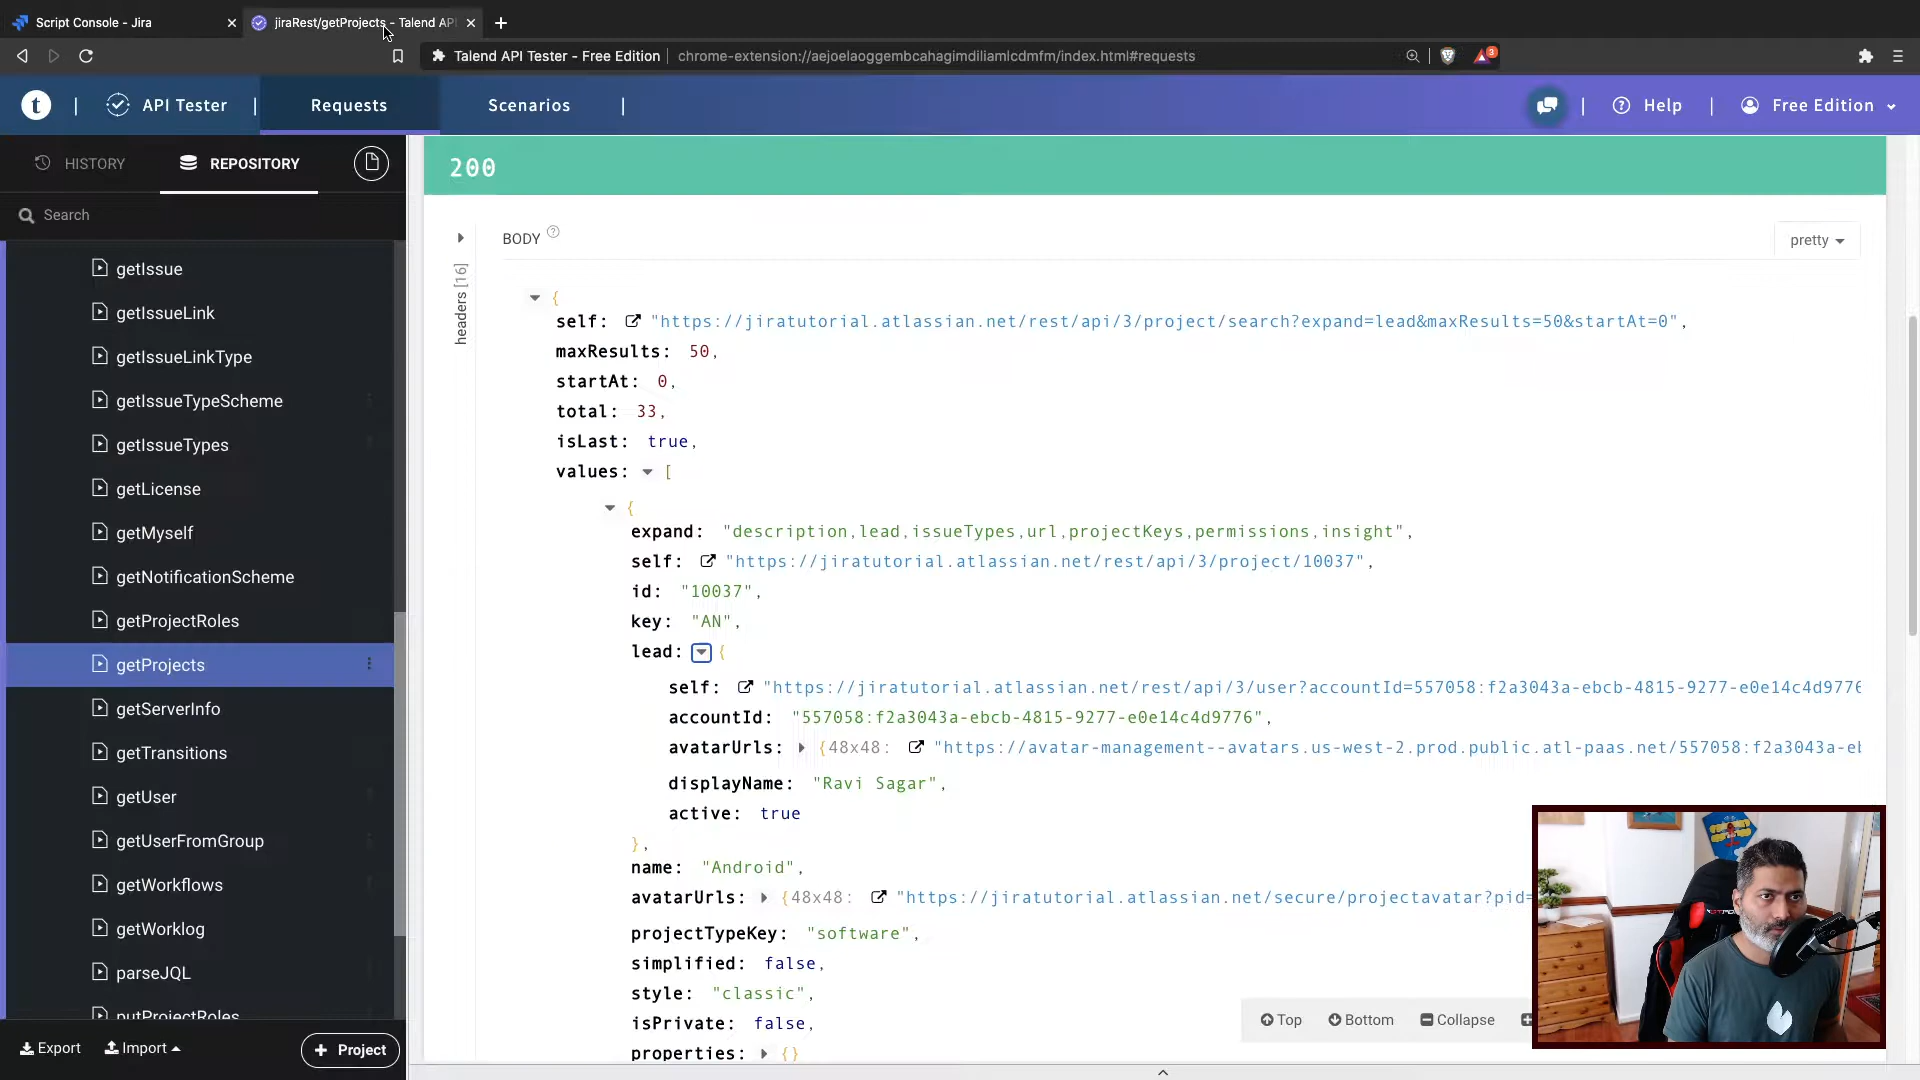 Script Console - Jira
jiraRest/getProjects - Talend API
Talend API Tester - Free Edition
chrome-extension://aejoelaoggembcahagimdiliamlcdmfm/index.html#requests
3
t
API Tester
Requests
Scenarios
Help
Free Edition
HISTORY
REPOSITORY
Search
getIssue
getIssueLink
getIssueLinkType
getIssueTypeScheme
getIssueTypes
getLicense
getMyself
getNotificationScheme
getProjectRoles
getProjects
getServerInfo
getTransitions
getUser
getUserFromGroup
getWorkflows
getWorklog
parseJQL
putProjectRoles
Export
Import
+ Project
200
headers [16]
BODY ?
pretty
{
self: "https://jiratutorial.atlassian.net/rest/api/3/project/search?expand=lead&maxResults=50&startAt=0",
maxResults: 50,
startAt: 0,
total: 33,
isLast: true,
values: [
{
expand: "description,lead,issueTypes,url,projectKeys,permissions,insight",
self: "https://jiratutorial.atlassian.net/rest/api/3/project/10037",
id: "10037",
key: "AN",
lead: {
self: "https://jiratutorial.atlassian.net/rest/api/3/user?accountId=557058:f2a3043a-ebcb-4815-9277-e0e14c4d9776
accountId: "557058:f2a3043a-ebcb-4815-9277-e0e14c4d9776",
avatarUrls: {48x48: "https://avatar-management--avatars.us-west-2.prod.public.atl-paas.net/557058:f2a3043a-eb
displayName: "Ravi Sagar",
active: true
},
name: "Android",
avatarUrls: {48x48: "https://jiratutorial.atlassian.net/secure/projectavatar?pid=
projectTypeKey: "software",
simplified: false,
style: "classic",
isPrivate: false,
properties: {}
Top
Bottom
Collapse